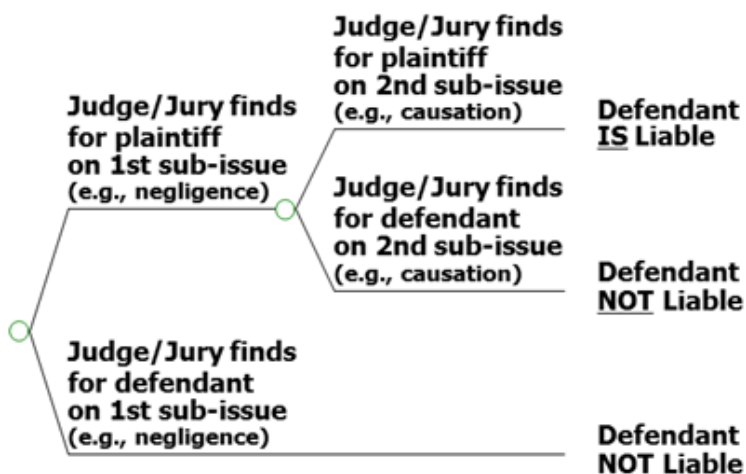 Judge/Jury finds
for plaintiff
on 2nd sub-issue
(e.g., causation)
Defendant
IS Liable
Judge/Jury finds
for plaintiff
on 1st sub-issue
(e.g., negligence)
Judge/Jury finds
for defendant
on 2nd sub-issue
(e.g., causation)
Defendant
NOT Liable
Judge/Jury finds
for defendant
on 1st sub-issue
(e.g., negligence)
Defendant
NOT Liable